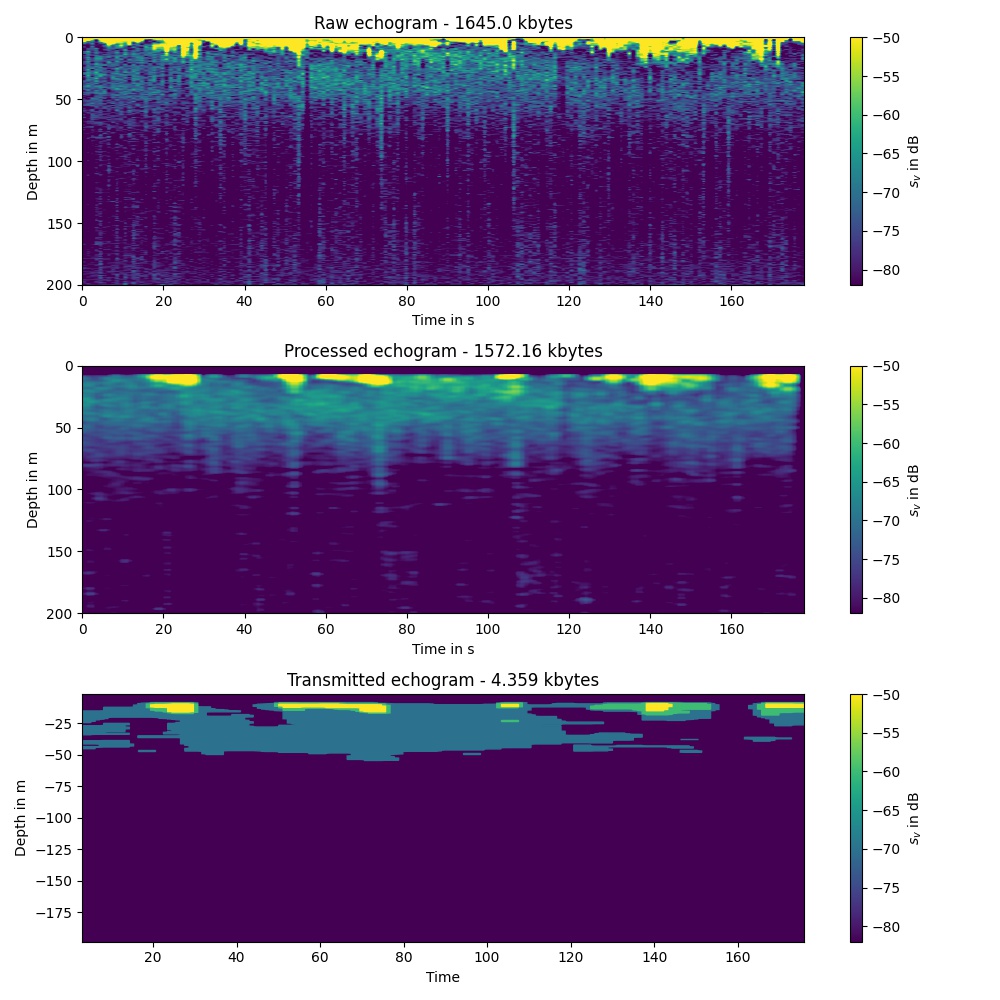 Raw echogram - 1645.0 kbytes
0
50
100
150
200
Depth in m
0 20 40 60 80 100 120 140 160
Time in s
−50
−55
−60
−65
−70
−75
−80
sv in dB
Processed echogram - 1572.16 kbytes
0
50
100
150
200
Depth in m
0 20 40 60 80 100 120 140 160
Time in s
−50
−55
−60
−65
−70
−75
−80
sv in dB
Transmitted echogram - 4.359 kbytes
−25
−50
−75
−100
−125
−150
−175
Depth in m
20 40 60 80 100 120 140 160
Time
−50
−55
−60
−65
−70
−75
−80
sv in dB